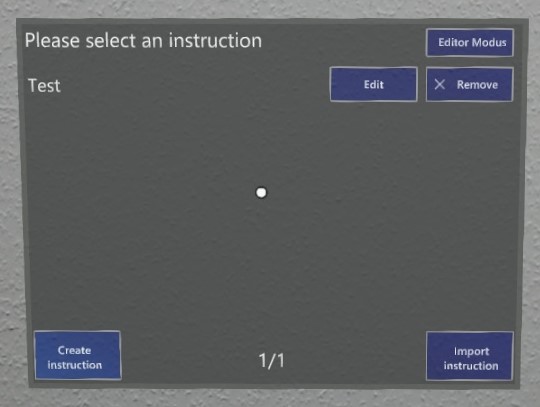 Please select an instruction
Editor Modus
Test
Edit
Remove
Create
instruction
1/1
Import
instruction